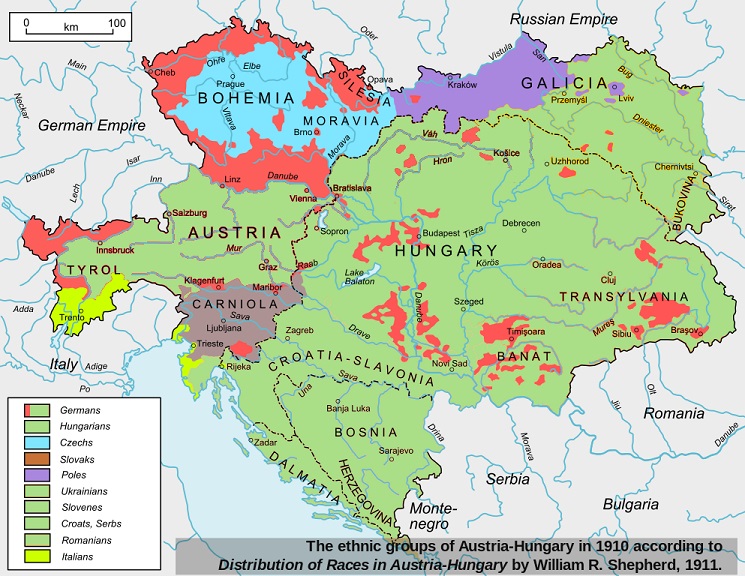 0 100
km
Russian Empire
Oder
Vistula
San
Main
Cheb
Ohře
Elbe
Prague
Opava
Kraków
GALICIA
Bug
BOHEMIA
SILESIA
Przemyśl
Lviv
Neckar
Vltava
MORAVIA
Brno
Dniester
German Empire
Morava
Váh
Hron
Košice
Uzhhorod
Chernivtsi
Danube
Isar
Inn
Lech
Linz
Danube
Vienna
Bratislava
BUKOVINA
Siret
Salzburg
AUSTRIA
Sopron
Budapest
Tisza
Debrecen
Innsbruck
Mur
HUNGARY
Körös
Oradea
TYROL
Graz
Raab
Lake
Balaton
Cluj
Klagenfurt
Maribor
Danube
Szeged
TRANSYLVANIA
Adda
Trento
CARNIOLA
Sava
Ljubljana
Drave
Timişoara
Mureş
Sibiu
Braşov
Italy
Adige
Po
Trieste
Zagreb
Rijeka
CROATIA-SLAVONIA
Novi Sad
BANAT
Sava
Una
Banja Luka
Drina
Morava
Jiu
Olt
Romania
Danube
BOSNIA
Zadar
Sarajevo
DALMATIA
HERZEGOVINA
Serbia
Bulgaria
Monte-
negro
Germans
Hungarians
Czechs
Slovaks
Poles
Ukrainians
Slovenes
Croats, Serbs
Romanians
Italians
The ethnic groups of Austria-Hungary in 1910 according to
Distribution of Races in Austria-Hungary by William R. Shepherd, 1911.